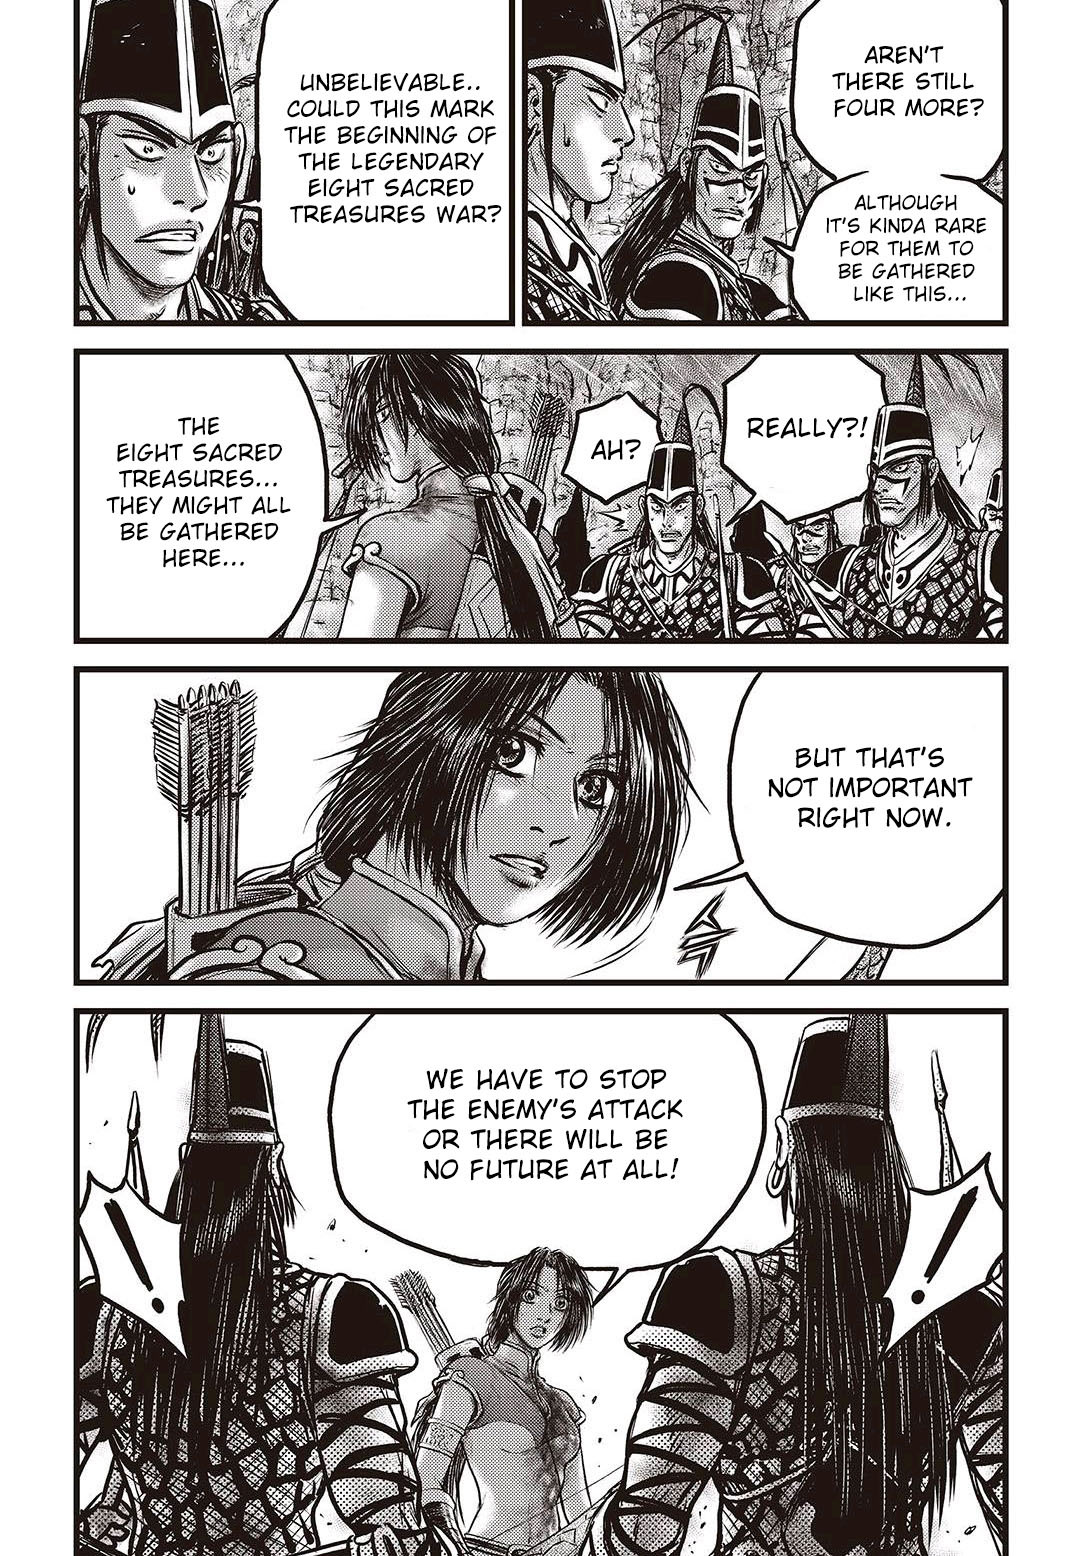 UNBELIEVABLE..
COULD THIS MARK
THE BEGINNING OF
THE LEGENDARY
EIGHT SACRED
TREASURES WAR?
AREN'T
THERE STILL
FOUR MORE?
ALTHOUGH
IT'S KINDA RARE
FOR THEM TO
BE GATHERED
LIKE THIS...
THE
EIGHT SACRED
TREASURES...
THEY MIGHT ALL
BE GATHERED
HERE...
AH?
REALLY?!
BUT THAT'S
NOT IMPORTANT
RIGHT NOW.
WE HAVE TO STOP
THE ENEMY'S ATTACK
OR THERE WILL BE
NO FUTURE AT ALL!
!
!